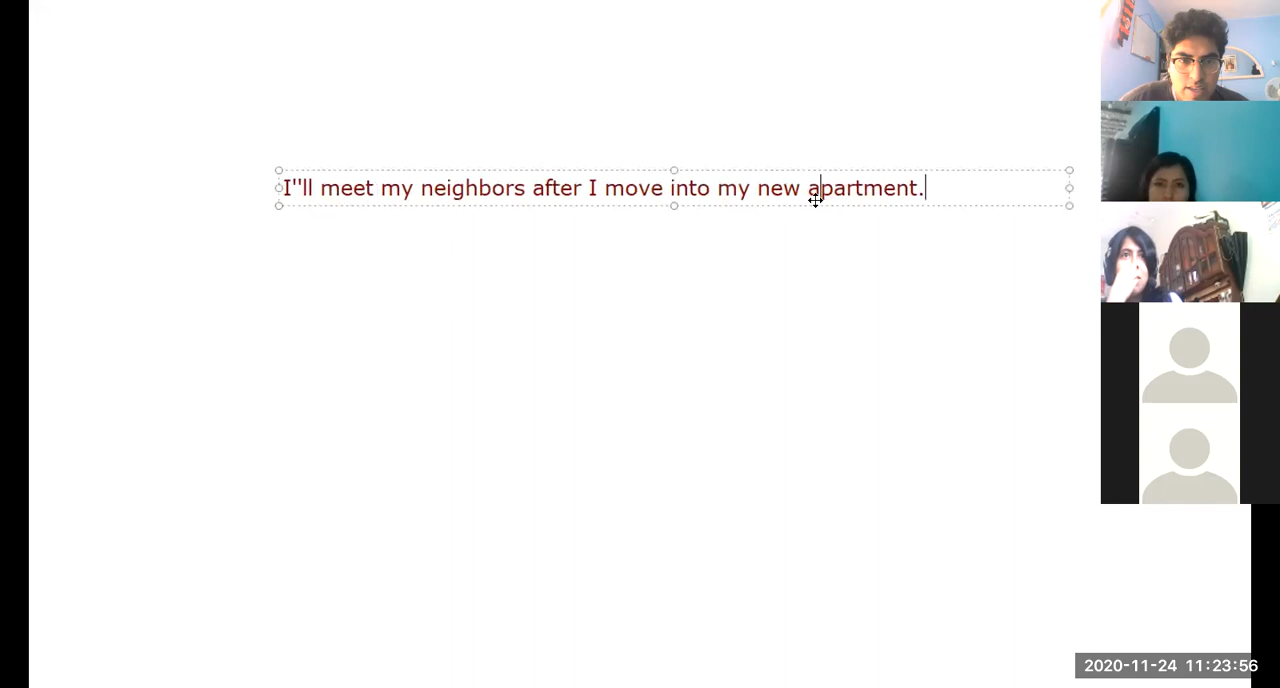 I''ll meet my neighbors after I move into my new apartment.
2020-11-24 11:23:56